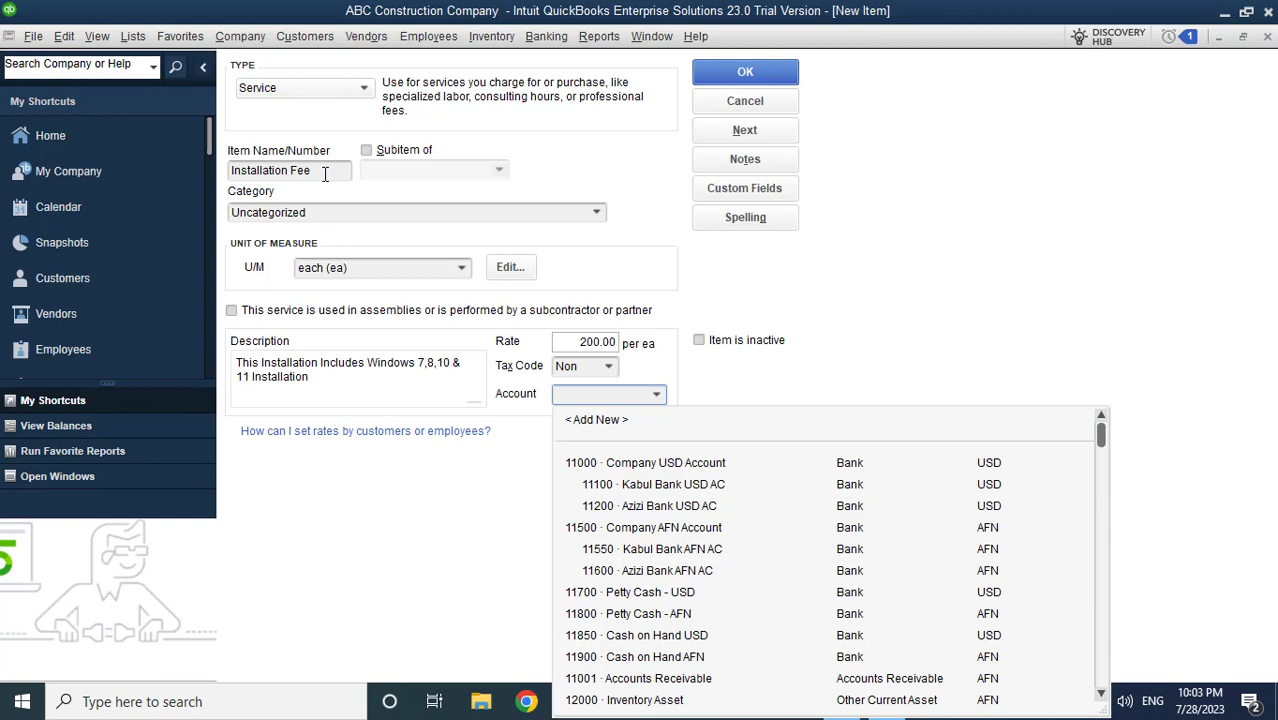 ABC Construction Company - Intuit QuickBooks Enterprise Solutions 23.0 Trial Version - [New Item]
File Edit View Lists Favorites Company Customers Vendors Employees Inventory Banking Reports Window Help
DISCOVERY
HUB
1
Search Company or Help
My Shortcuts
Home
My Company
Calendar
Snapshots
Customers
Vendors
Employees
My Shortcuts
View Balances
Run Favorite Reports
Open Windows
TYPE
Service
Use for services you charge for or purchase, like
specialized labor, consulting hours, or professional
fees.
Item Name/Number
Subitem of
Installation Fee
Category
Uncategorized
UNIT OF MEASURE
U/M
each (ea)
Edit...
This service is used in assemblies or is performed by a subcontractor or partner
Description
This Installation Includes Windows 7,8,10 &
11 Installation
Rate
200.00
per ea
Tax Code
Non
Account
How can I set rates by customers or employees?
OK
Cancel
Next
Notes
Custom Fields
Spelling
Item is inactive
< Add New >
11000 · Company USD Account Bank USD
11100 · Kabul Bank USD AC Bank USD
11200 · Azizi Bank USD AC Bank USD
11500 · Company AFN Account Bank AFN
11550 · Kabul Bank AFN AC Bank AFN
11600 · Azizi Bank AFN AC Bank AFN
11700 · Petty Cash - USD Bank USD
11800 · Petty Cash - AFN Bank AFN
11850 · Cash on Hand USD Bank USD
11900 · Cash on Hand AFN Bank AFN
11001 · Accounts Receivable Accounts Receivable AFN
12000 · Inventory Asset Other Current Asset AFN
Type here to search
ENG
10:03 PM
7/28/2023
2